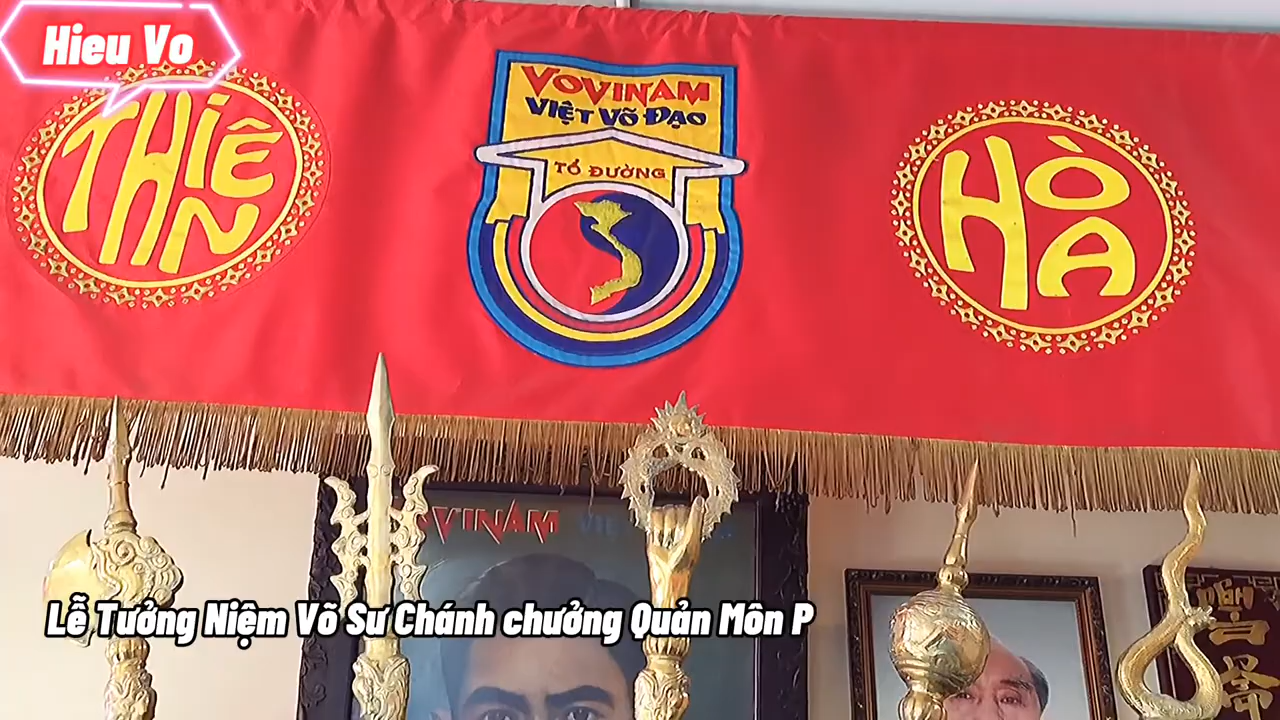 Hieu Vo
THIÊN
VOVINAM
VIỆT VÕ ĐẠO
TỔ ĐƯỜNG
HÒA
VOVINAM
Lễ Tưởng Niệm Võ Sư Chánh chưởng Quản Môn P